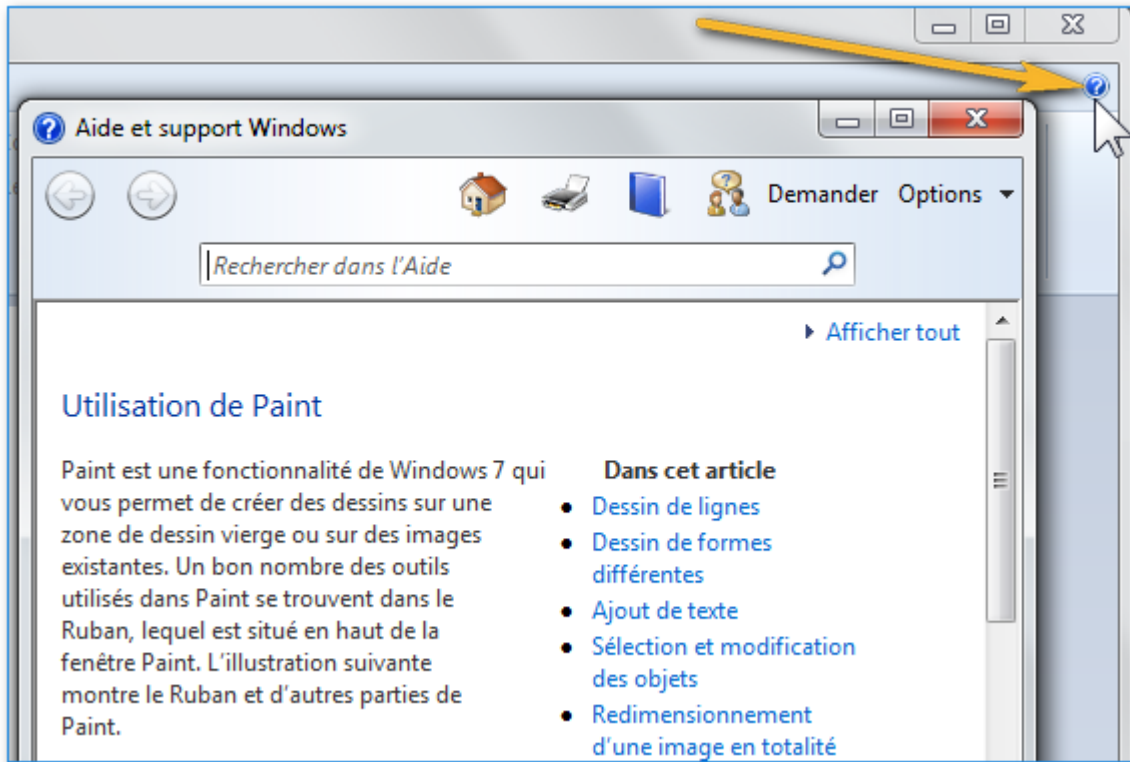 Aide et support Windows
Demander Options
Rechercher dans l'Aide
Afficher tout
Utilisation de Paint
Paint est une fonctionnalité de Windows 7 qui
vous permet de créer des dessins sur une
zone de dessin vierge ou sur des images
existantes. Un bon nombre des outils
utilisés dans Paint se trouvent dans le
Ruban, lequel est situé en haut de la
fenêtre Paint. L'illustration suivante
montre le Ruban et d'autres parties de
Paint.
Dans cet article
• Dessin de lignes
• Dessin de formes
différentes
• Ajout de texte
• Sélection et modification
des objets
• Redimensionnement
d'une image en totalité